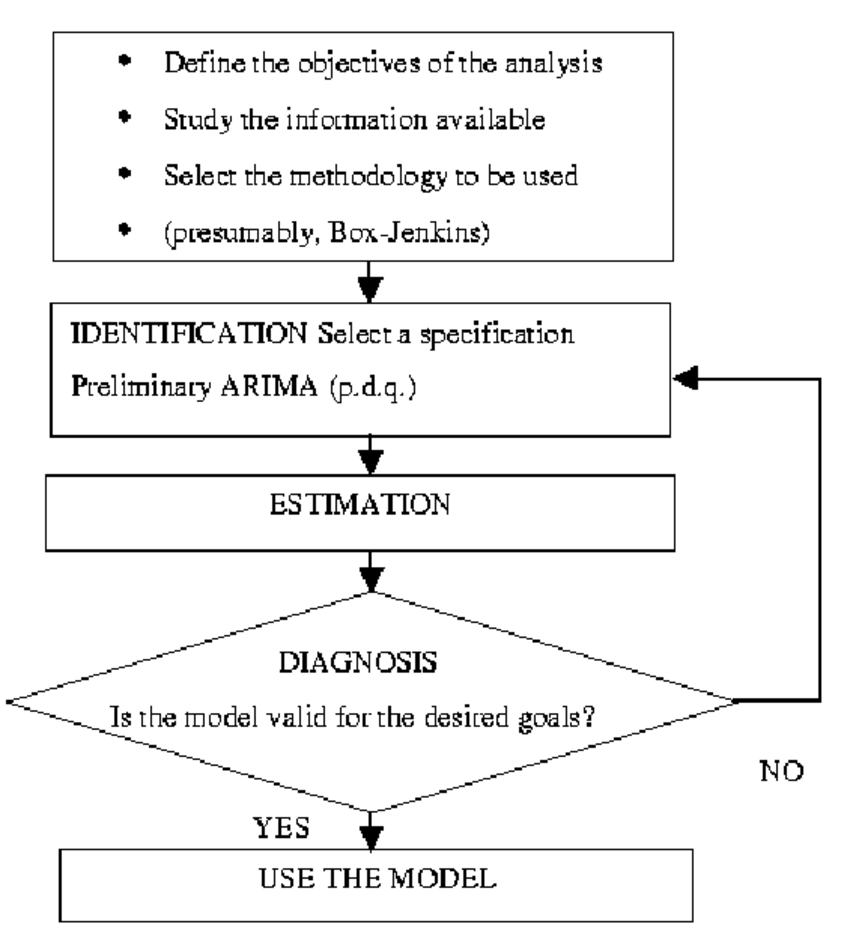 • Define the objectives of the analysis
• Study the information available
• Select the methodology to be used
• (presumably, Box-Jenkins)
IDENTIFICATION Select a specification
Preliminary ARIMA (p.d.q.)
ESTIMATION
DIAGNOSIS
Is the model valid for the desired goals?
NO
YES
USE THE MODEL